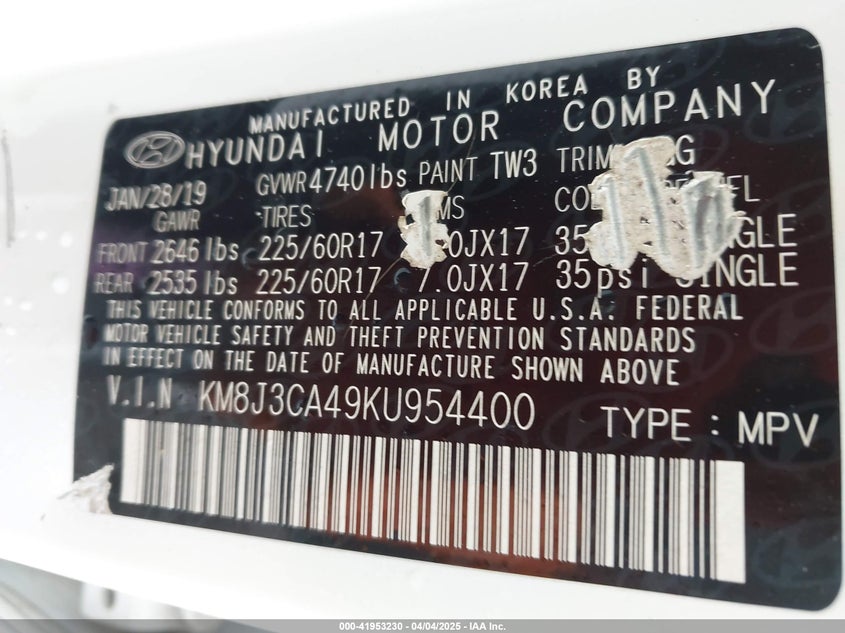 MANUFACTURED IN KOREA BY
HYUNDAI MOTOR COMPANY
JAN/28/19 GVWR 4740 lbs PAINT TW3
GAWR TIRES
FRONT 2646 lbs 225/60R17
REAR 2535 lbs 225/60R17 7.0JX17 35psi SINGLE
THIS VEHICLE CONFORMS TO ALL APPLICABLE U.S.A. FEDERAL
MOTOR VEHICLE SAFETY AND THEFT PREVENTION STANDARDS
IN EFFECT ON THE DATE OF MANUFACTURE SHOWN ABOVE
V.I.N KM8J3CA49KU954400 TYPE : MPV
000-41953230 - 04/04/2025 - IAA Inc.